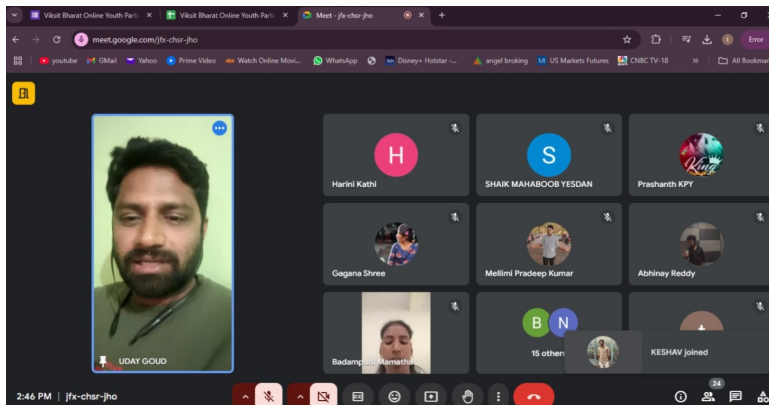 Viksit Bharat Online Youth Parli
Viksit Bharat Online Youth Parli
Meet - jfx-chsr-jho
meet.google.com/jfx-chsr-jho
Error
youtube
GMail
Yahoo
Prime Video
Watch Online Movi...
WhatsApp
Disney+ Hotstar -...
angel broking
US Markets Futures
CNBC TV-18
All Bookmar
H
S
King
Harini Kathi
SHAIK MAHABOOB YESDAN
Prashanth KPY
Gagana Shree
Mellimi Pradeep Kumar
Abhinay Reddy
B
N
UDAY GOUD
Badampudi Mamatha
15 other
KESHAV joined
2:46 PM | jfx-chsr-jho
24